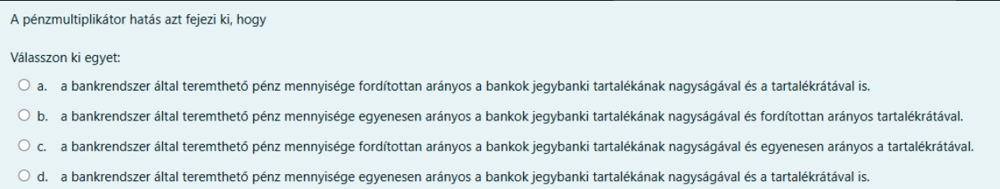 A pénzmultiplikátor hatás azt fejezi ki, hogy
Válasszon ki egyet:
a. a bankrendszer által teremthető pénz mennyisége fordítottan arányos a bankok jegybanki tartalékának nagyságával és a tartalékrátával is.
b. a bankrendszer által teremthető pénz mennyisége egyenesen arányos a bankok jegybanki tartalékának nagyságával és fordítottan arányos tartalékrátával.
c. a bankrendszer által teremthető pénz mennyisége fordítottan arányos a bankok jegybanki tartalékának nagyságával és egyenesen arányos a tartalékrátával.
d. a bankrendszer által teremthető pénz mennyisége egyenesen arányos a bankok jegybanki tartalékának nagyságával és a tartalékrátával is.